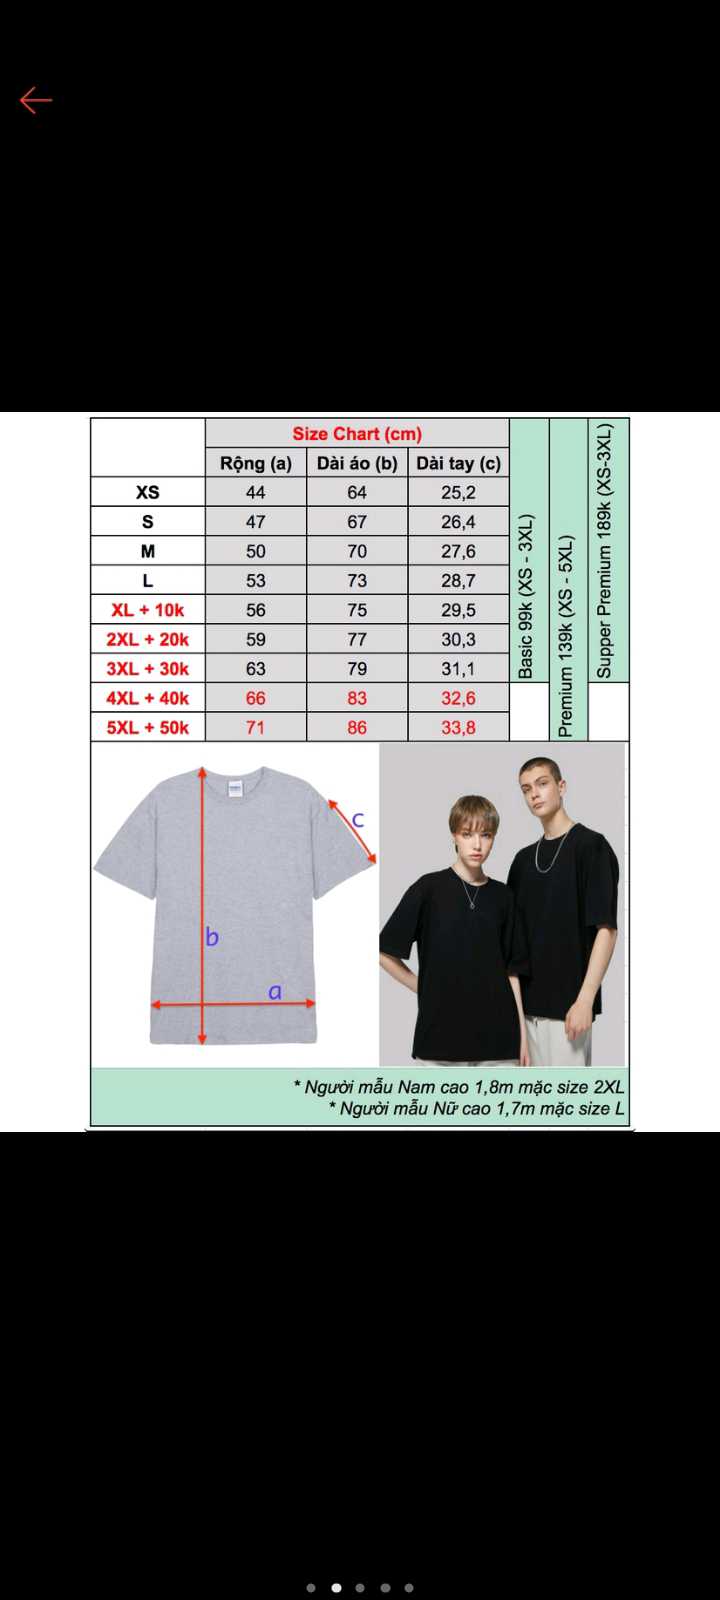 Size Chart (cm)
Rộng (a) Dài áo (b) Dài tay (c)
XS 44 64 25,2
S 47 67 26,4
M 50 70 27,6
L 53 73 28,7
XL + 10k 56 75 29,5
2XL + 20k 59 77 30,3
3XL + 30k 63 79 31,1
4XL + 40k 66 83 32,6
5XL + 50k 71 86 33,8
Basic 99k (XS - 3XL)
Premium 139k (XS - 5XL)
Supper Premium 189k (XS-3XL)
c
b
a
* Người mẫu Nam cao 1,8m mặc size 2XL
* Người mẫu Nữ cao 1,7m mặc size L